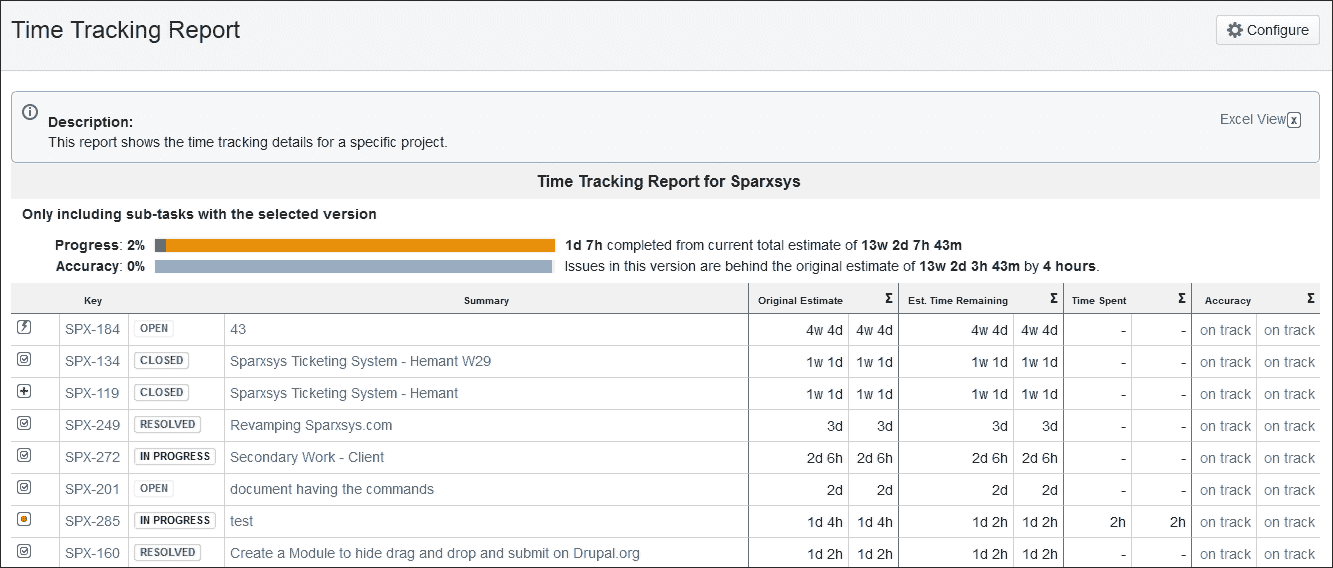 Time Tracking Report
Configure
Description:
Excel View
This report shows the time tracking details for a specific project.
Time Tracking Report for Sparxsys
Only including sub-tasks with the selected version
Progress: 2% 1d 7h completed from current total estimate of 13w 2d 7h 43m
Accuracy: 0% Issues in this version are behind the original estimate of 13w 2d 3h 43m by 4 hours.
Key Summary Original Estimate Σ Est. Time Remaining Σ Time Spent Σ Accuracy Σ
SPX-184 OPEN 43 4w 4d 4w 4d 4w 4d 4w 4d - - on track on track
SPX-134 CLOSED Sparxsys Ticketing System - Hemant W29 1w 1d 1w 1d 1w 1d 1w 1d - - on track on track
SPX-119 CLOSED Sparxsys Ticketing System - Hemant 1w 1d 1w 1d 1w 1d 1w 1d - - on track on track
SPX-249 RESOLVED Revamping Sparxsys.com 3d 3d 3d 3d - - on track on track
SPX-272 IN PROGRESS Secondary Work - Client 2d 6h 2d 6h 2d 6h 2d 6h - - on track on track
SPX-201 OPEN document having the commands 2d 2d 2d 2d - - on track on track
SPX-285 IN PROGRESS test 1d 4h 1d 4h 1d 2h 1d 2h 2h 2h on track on track
SPX-160 RESOLVED Create a Module to hide drag and drop and submit on Drupal.org 1d 2h 1d 2h 1d 2h 1d 2h - - on track on track